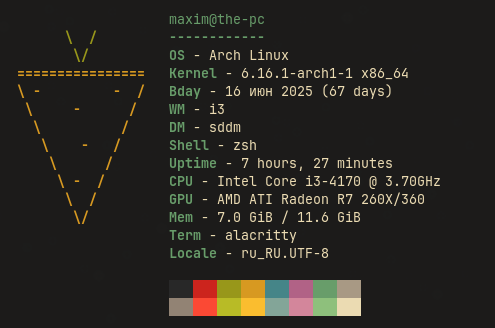 maxim@the-pc
------------
OS - Arch Linux
Kernel - 6.16.1-arch1-1 x86_64
Bday - 16 июн 2025 (67 days)
WM - i3
DM - sddm
Shell - zsh
Uptime - 7 hours, 27 minutes
CPU - Intel Core i3-4170 @ 3.70GHz
GPU - AMD ATI Radeon R7 260X/360
Mem - 7.0 GiB / 11.6 GiB
Term - alacritty
Locale - ru_RU.UTF-8